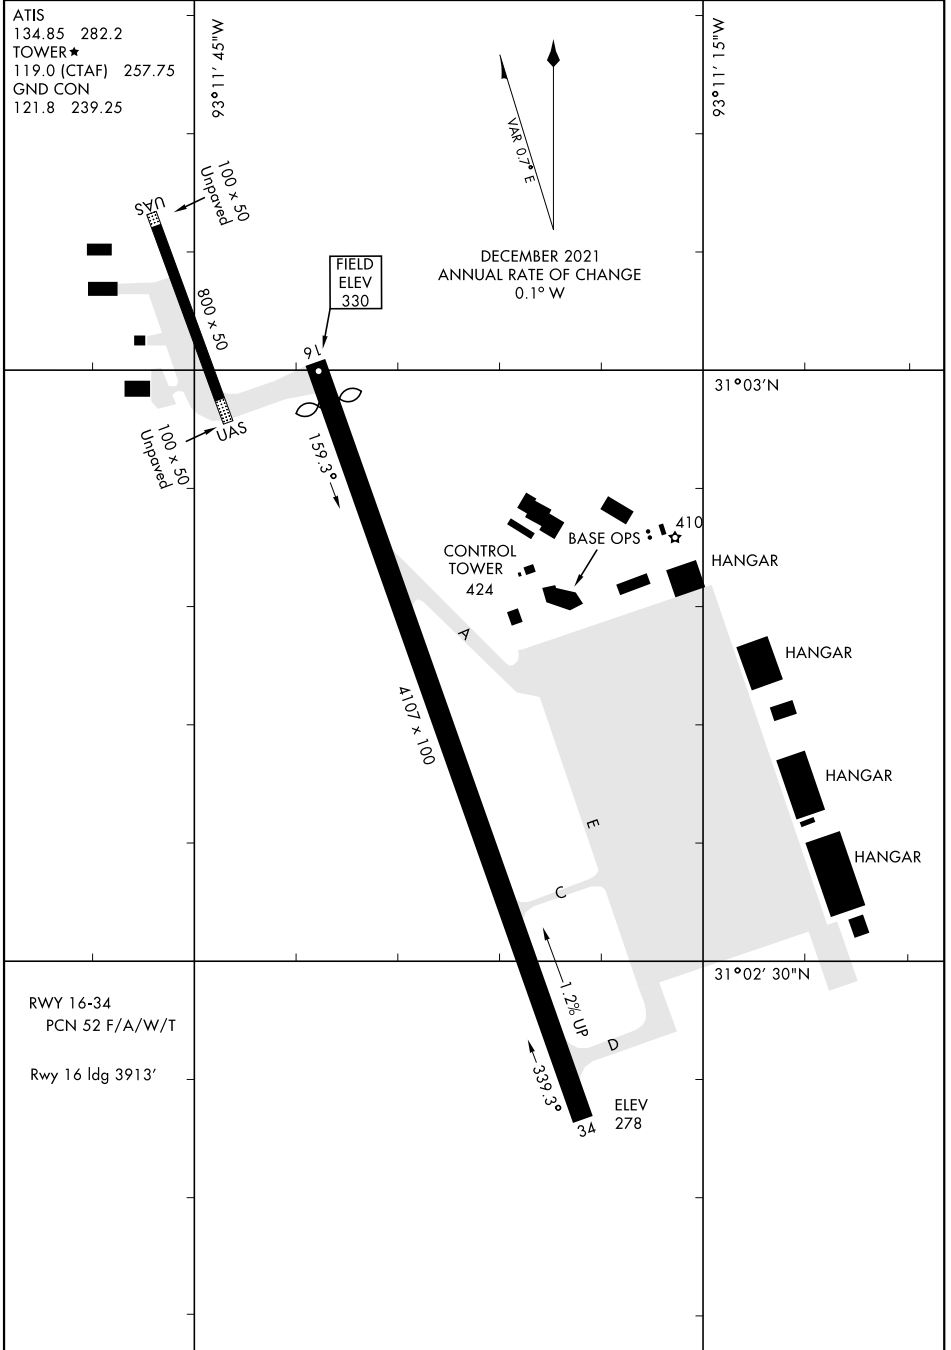 ATIS
134.85 282.2
TOWER★
119.0 (CTAF) 257.75
GND CON
121.8 239.25
93°11' 45"W
93°11' 15"W
VAR 0.7° E
DECEMBER 2021
ANNUAL RATE OF CHANGE
0.1° W
100 x 50
Unpaved
UAS
800 x 50
FIELD
ELEV
330
16
31°03'N
UAS
100 x 50
Unpaved
159.3°
410
BASE OPS
CONTROL
TOWER
424
HANGAR
A
HANGAR
4107 x 100
HANGAR
E
HANGAR
C
31°02' 30"N
1.2% UP
D
RWY 16-34
PCN 52 F/A/W/T
Rwy 16 ldg 3913'
339.3°
ELEV
278
34